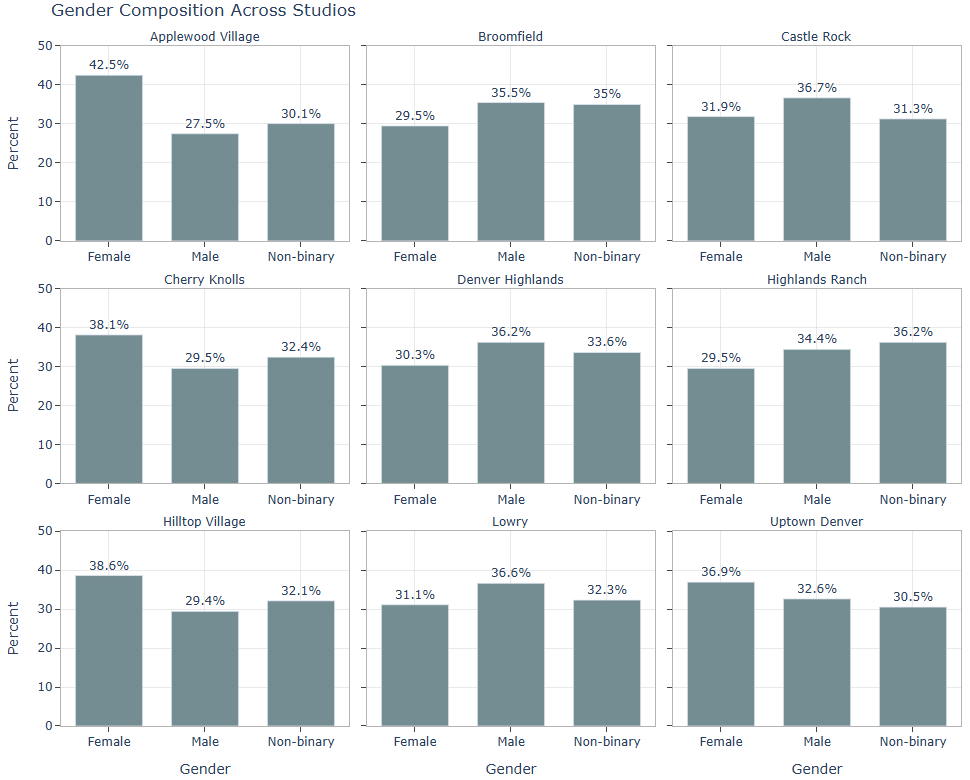 Gender Composition Across Studios
Applewood Village
Broomfield
Castle Rock
Percent
50
40
30
20
10
0
42.5%
27.5%
30.1%
29.5%
35.5%
35%
31.9%
36.7%
31.3%
Female Male Non-binary
Female Male Non-binary
Female Male Non-binary
Cherry Knolls
Denver Highlands
Highlands Ranch
Percent
50
40
30
20
10
0
38.1%
29.5%
32.4%
30.3%
36.2%
33.6%
29.5%
34.4%
36.2%
Female Male Non-binary
Female Male Non-binary
Female Male Non-binary
Hilltop Village
Lowry
Uptown Denver
Percent
50
40
30
20
10
0
38.6%
29.4%
32.1%
31.1%
36.6%
32.3%
36.9%
32.6%
30.5%
Female Male Non-binary
Female Male Non-binary
Female Male Non-binary
Gender
Gender
Gender